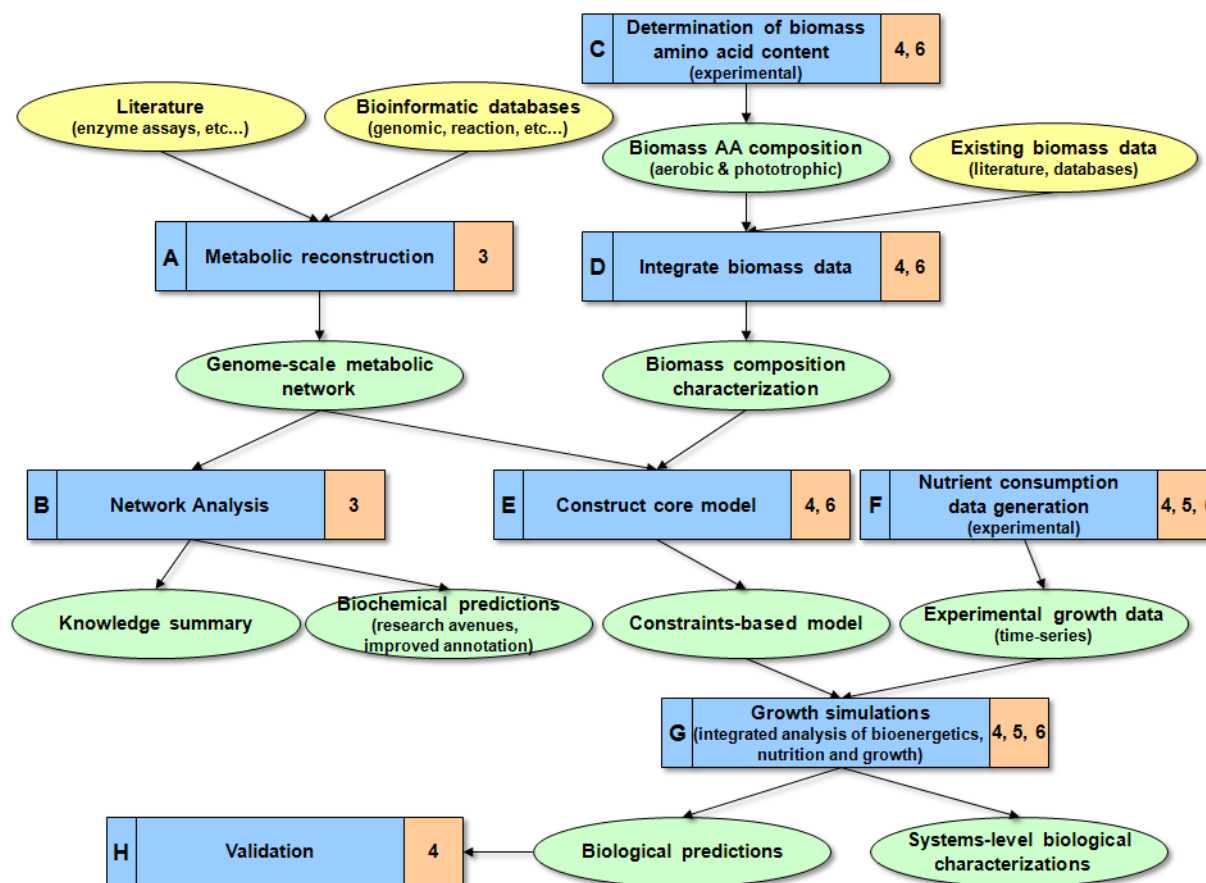 C
Determination of biomass
amino acid content
(experimental)
4, 6
Literature
(enzyme assays, etc...)
Bioinformatic databases
(genomic, reaction, etc...)
Biomass AA composition
(aerobic & phototrophic)
Existing biomass data
(literature, databases)
A
Metabolic reconstruction
3
D
Integrate biomass data
4, 6
Genome-scale metabolic
network
Biomass composition
characterization
B
Network Analysis
3
E
Construct core model
4, 6
F
Nutrient consumption
data generation
(experimental)
4, 5,
Knowledge summary
Biochemical predictions
(research avenues,
improved annotation)
Constraints-based model
Experimental growth data
(time-series)
G
Growth simulations
(integrated analysis of bioenergetics,
nutrition and growth)
4, 5, 6
H
Validation
4
Biological predictions
Systems-level biological
characterizations